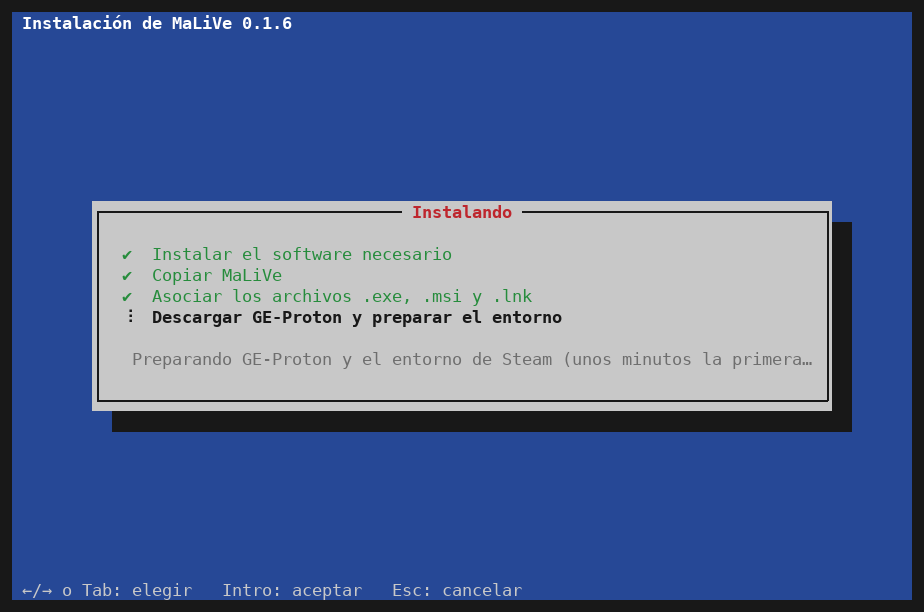 Instalación de MaLiVe 0.1.6
Instalando
✔ Instalar el software necesario
✔ Copiar MaLiVe
✔ Asociar los archivos .exe, .msi y .lnk
⠸ Descargar GE-Proton y preparar el entorno
Preparando GE-Proton y el entorno de Steam (unos minutos la primera…
←/→ o Tab: elegir   Intro: aceptar   Esc: cancelar